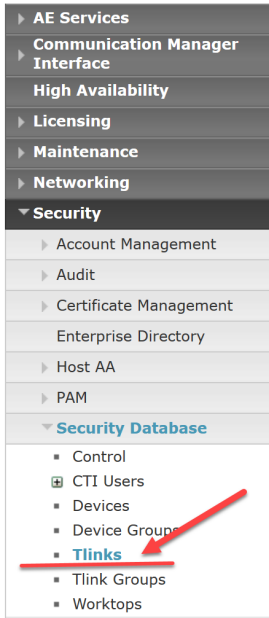 AE Services
Communication Manager
Interface
High Availability
Licensing
Maintenance
Networking
Security
Account Management
Audit
Certificate Management
Enterprise Directory
Host AA
PAM
Security Database
Control
CTI Users
Devices
Device Groups
Tlinks
Tlink Groups
Worktops